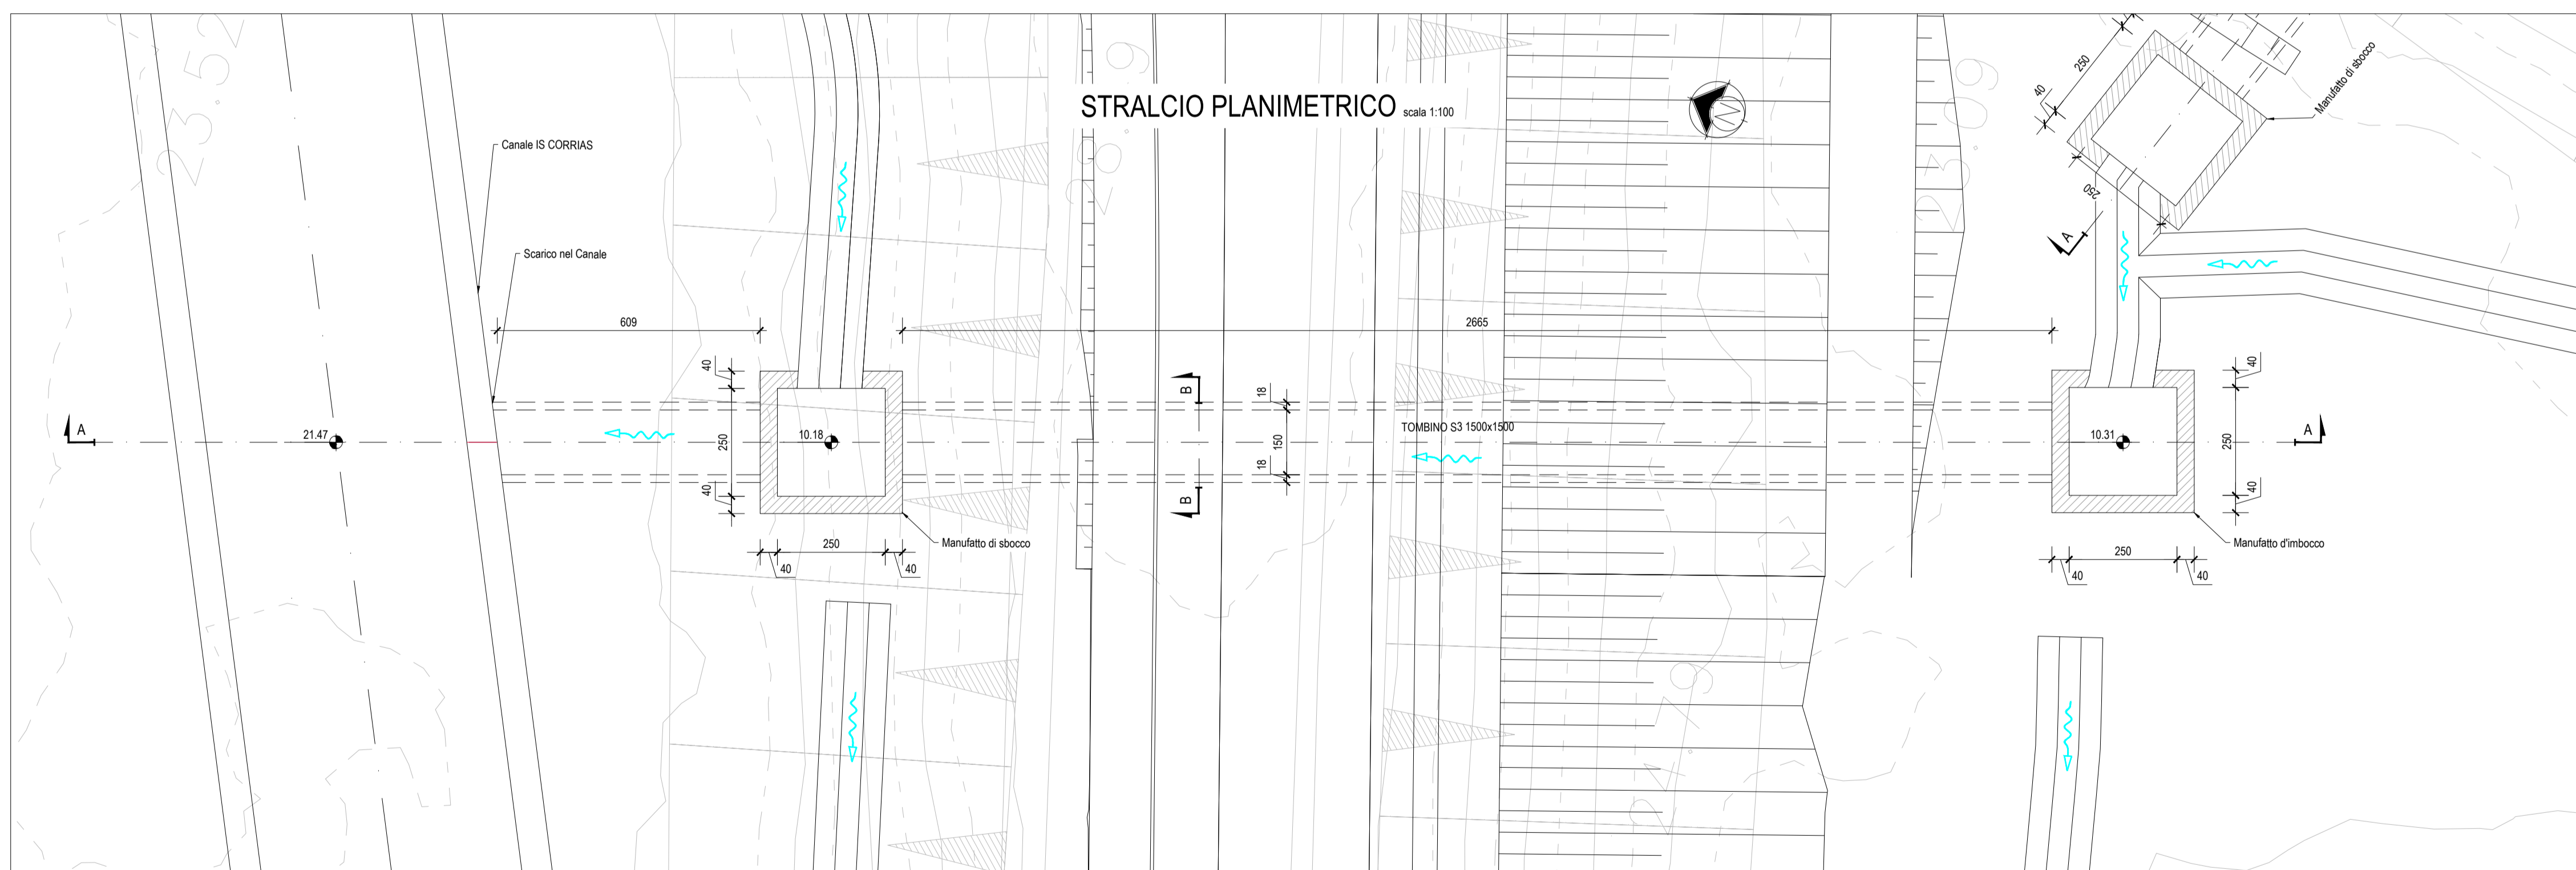 STRALCIO PLANIMETRICO scala 1:100
23.52
Canale IS CORRIAS
Scarico nel Canale
609
2665
A
21.47
40
250
40
10.18
40
250
40
Manufatto di sbocco
B
B
18
150
18
TOMBINO S3 1500x1500
N
40
250
250
Manufatto di sbocco
A
10.31
40
250
40
A
40
250
40
Manufatto d'imbocco